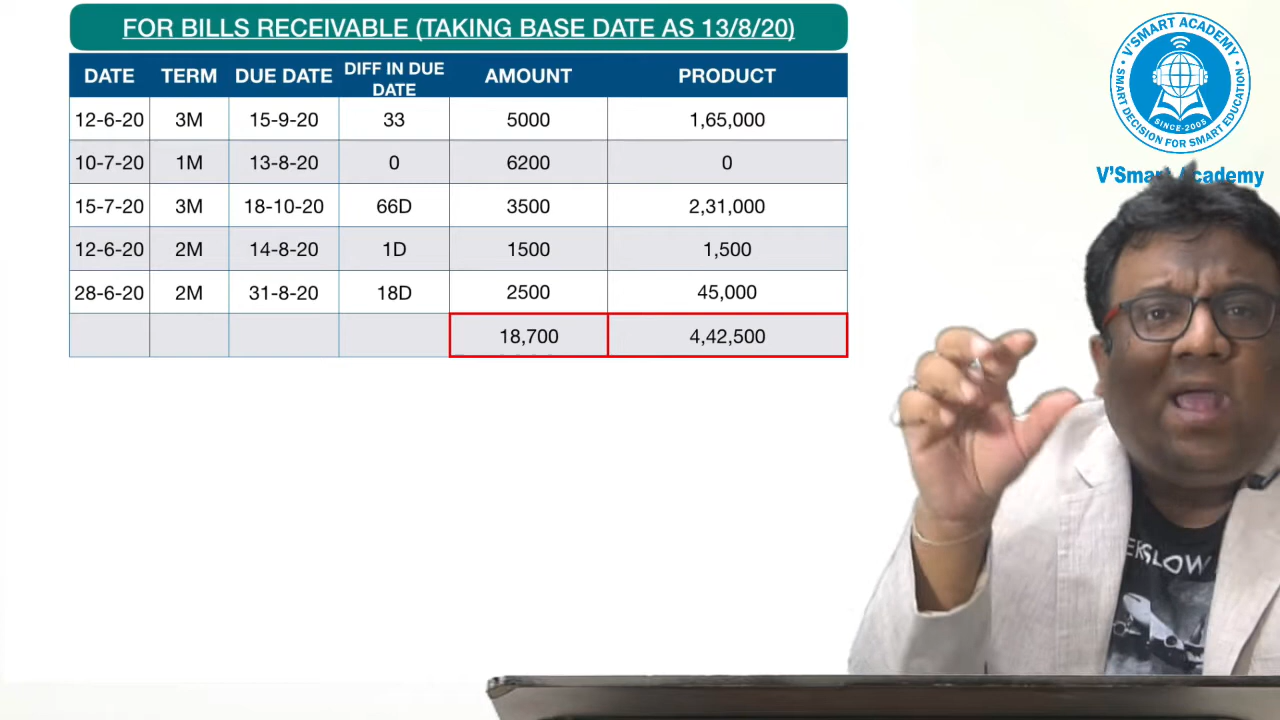 FOR BILLS RECEIVABLE (TAKING BASE DATE AS 13/8/20)
DATE TERM DUE DATE DIFF IN DUE DATE AMOUNT PRODUCT
12-6-20 3M 15-9-20 33 5000 1,65,000
10-7-20 1M 13-8-20 0 6200 0
15-7-20 3M 18-10-20 66D 3500 2,31,000
12-6-20 2M 14-8-20 1D 1500 1,500
28-6-20 2M 31-8-20 18D 2500 45,000
18,700 4,42,500
V'SMART ACADEMY
SMART DECISION FOR SMART EDUCATION
SINCE-2005
V'Smart Academy
SLOW